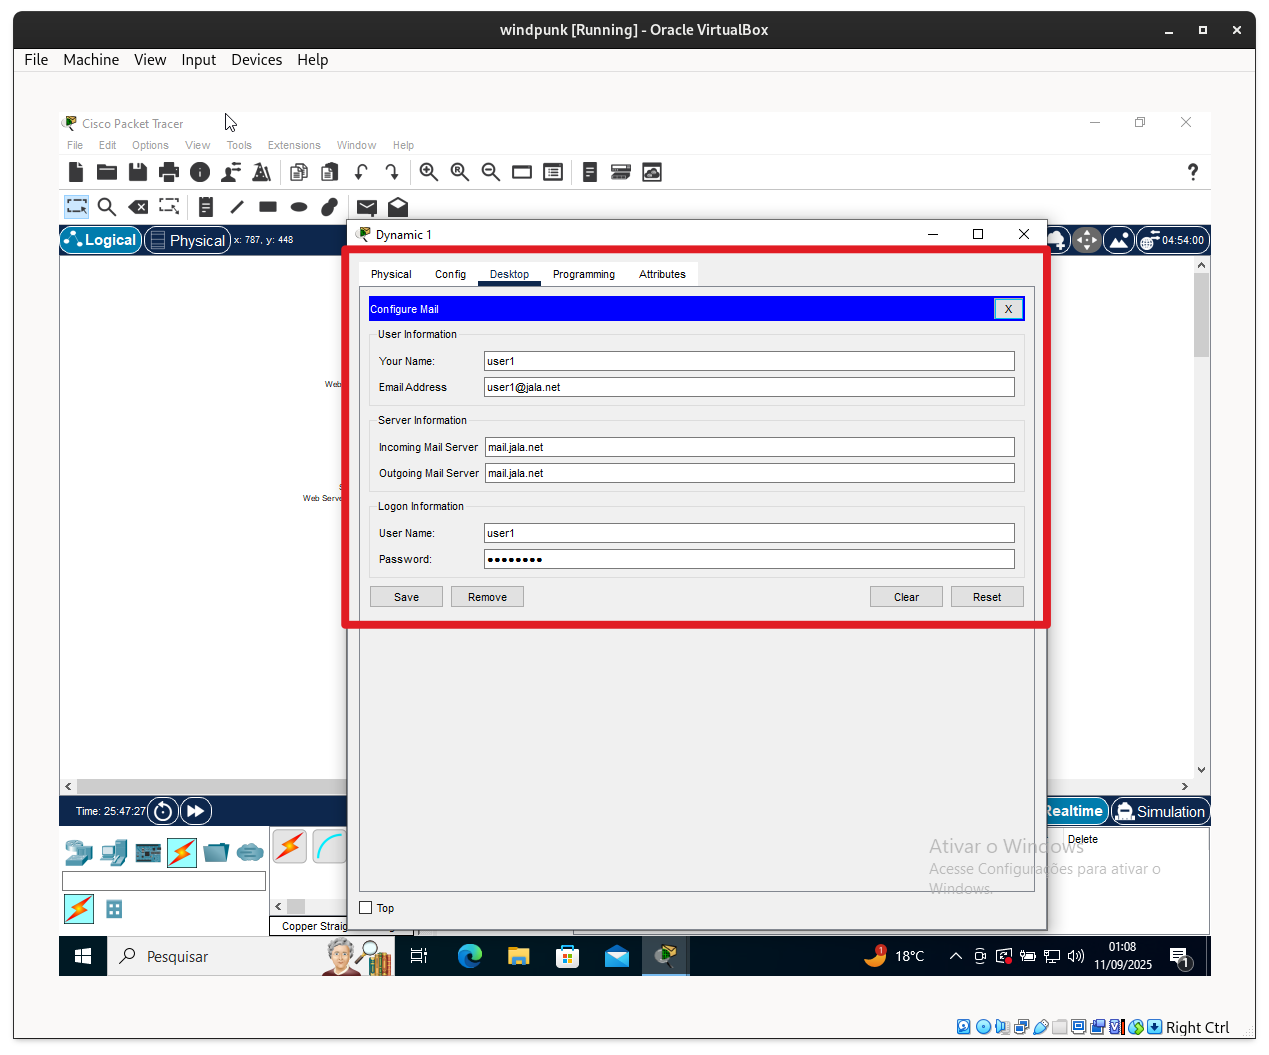 windpunk [Running] - Oracle VirtualBox
File Machine View Input Devices Help
Cisco Packet Tracer
File Edit Options View Tools Extensions Window Help
?
Logical Physical x: 787, y: 448
04:54:00
Dynamic 1
Physical Config Desktop Programming Attributes
Configure Mail X
User Information
Your Name: user1
Email Address user1@jala.net
Server Information
Incoming Mail Server mail.jala.net
Outgoing Mail Server mail.jala.net
Logon Information
User Name: user1
Password: ••••••••
Save Remove Clear Reset
Web
Web Serve
Top
Time: 25:47:27
Realtime Simulation
Delete
Ativar o Windows
Acesse Configurações para ativar o
Windows.
Copper Straig
Pesquisar
1
18°C
01:08
11/09/2025
1
Right Ctrl